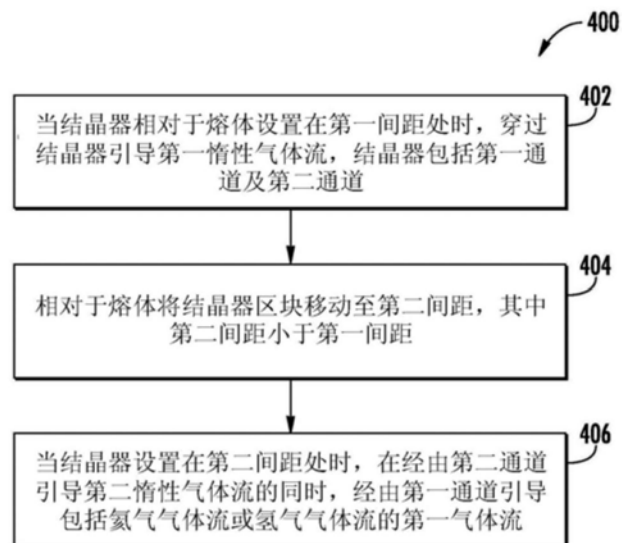 400
402
当结晶器相对于熔体设置在第一间距处时，穿过
结晶器引导第一惰性气体流，结晶器包括第一通
道及第二通道
404
相对于熔体将结晶器区块移动至第二间距，其中
第二间距小于第一间距
406
当结晶器设置在第二间距处时，在经由第二通道
引导第二惰性气体流的同时，经由第一通道引导
包括氦气气体流或氢气气体流的第一气体流